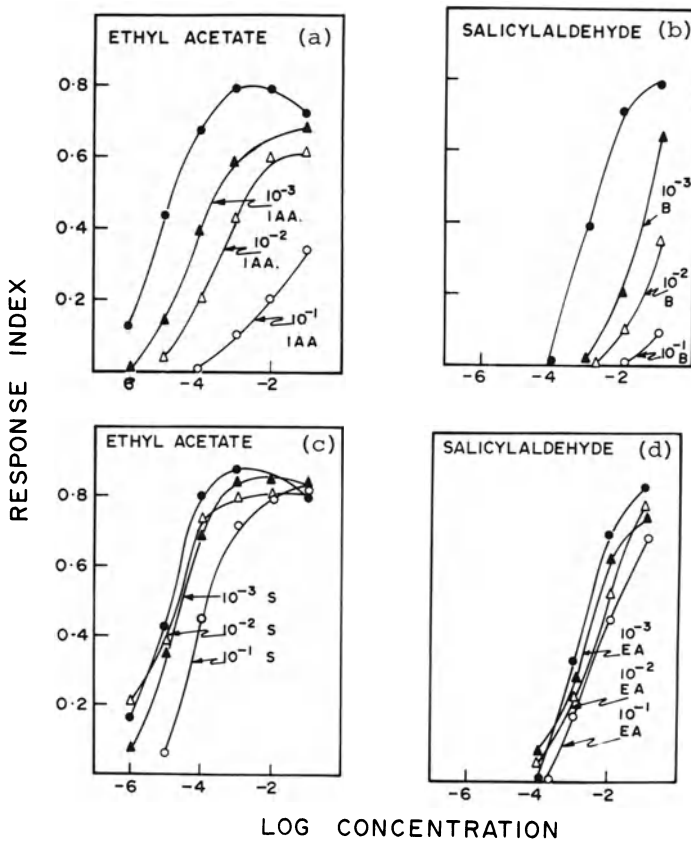 ETHYL ACETATE (a)
0·8
0·6
0·4
0·2
10⁻³
IAA.
10⁻²
IAA.
10⁻¹
IAA
6 -4 -2
SALICYLALDEHYDE (b)
10⁻³
B
10⁻²
B
10⁻¹
B
-6 -4 -2
RESPONSE INDEX
ETHYL ACETATE (c)
0·8
0·6
0·4
0·2
10⁻³ S
10⁻² S
10⁻¹ S
-6 -4 -2
SALICYLALDEHYDE (d)
10⁻³
EA
10⁻²
EA
10⁻¹
EA
-6 -4 -2
LOG CONCENTRATION